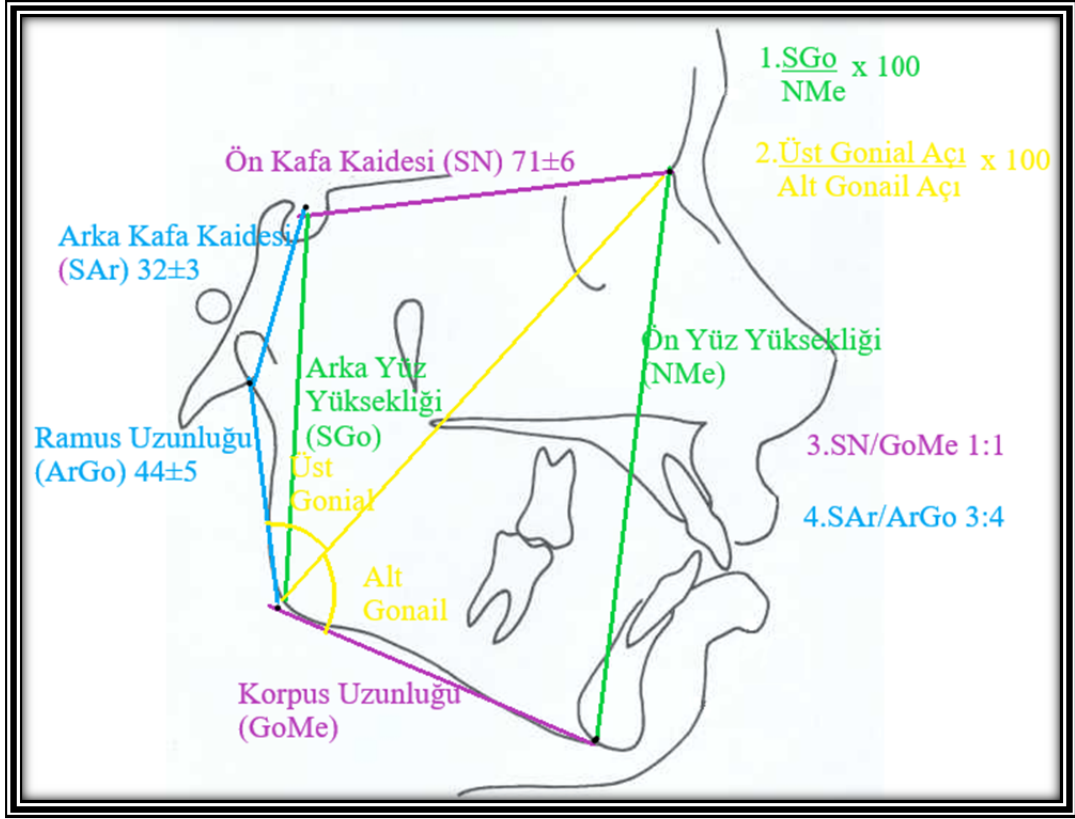 1.SGo x 100
NMe
2.Üst Gonial Açı x 100
Alt Gonail Açı
Ön Kafa Kaidesi (SN) 71±6
Arka Kafa Kaidesi
(SAr) 32±3
Ön Yüz Yüksekliği
(NMe)
Arka Yüz
Yüksekliği
(SGo)
Ramus Uzunluğu
(ArGo) 44±5
3.SN/GoMe 1:1
Üst
Gonial
4.SAr/ArGo 3:4
Alt
Gonail
Korpus Uzunluğu
(GoMe)